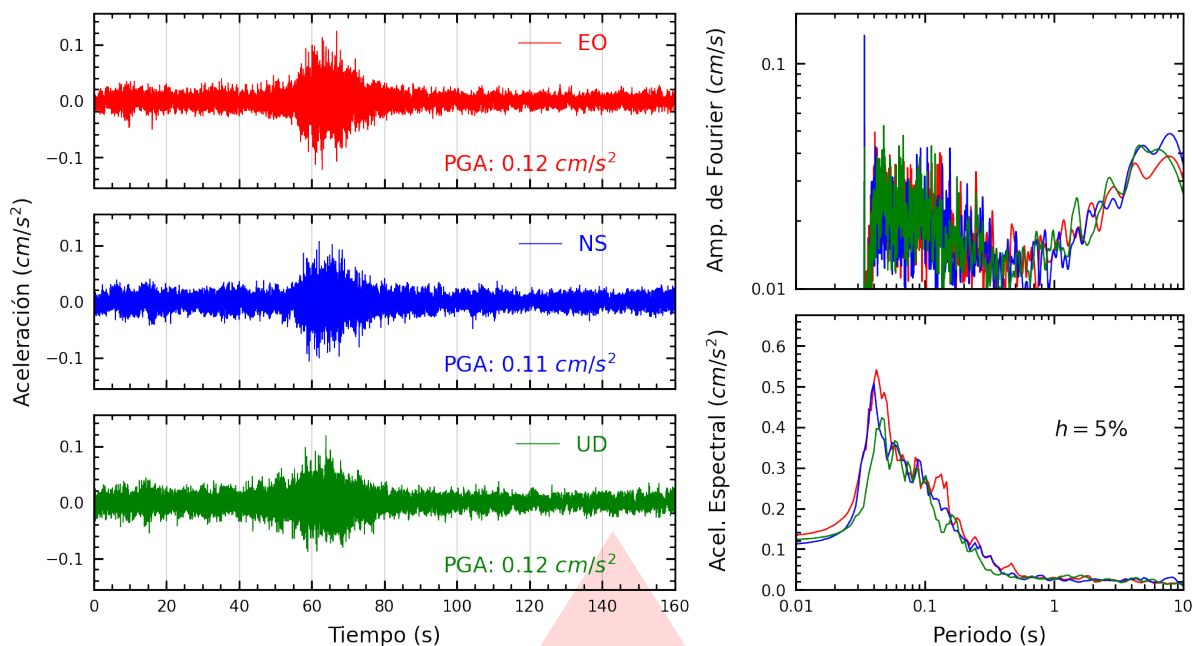 Aceleración (cm/s²)
0.1
0.0
−0.1
EO
PGA: 0.12 cm/s²
0.1
0.0
−0.1
NS
PGA: 0.11 cm/s²
0.1
0.0
−0.1
UD
PGA: 0.12 cm/s²
0 20 40 60 80 100 120 140 160
Tiempo (s)
Amp. de Fourier (cm/s)
0.1
0.01
Acel. Espectral (cm/s²)
0.6
0.5
0.4
0.3
0.2
0.1
0.0
h = 5%
0.01 0.1 1 10
Periodo (s)